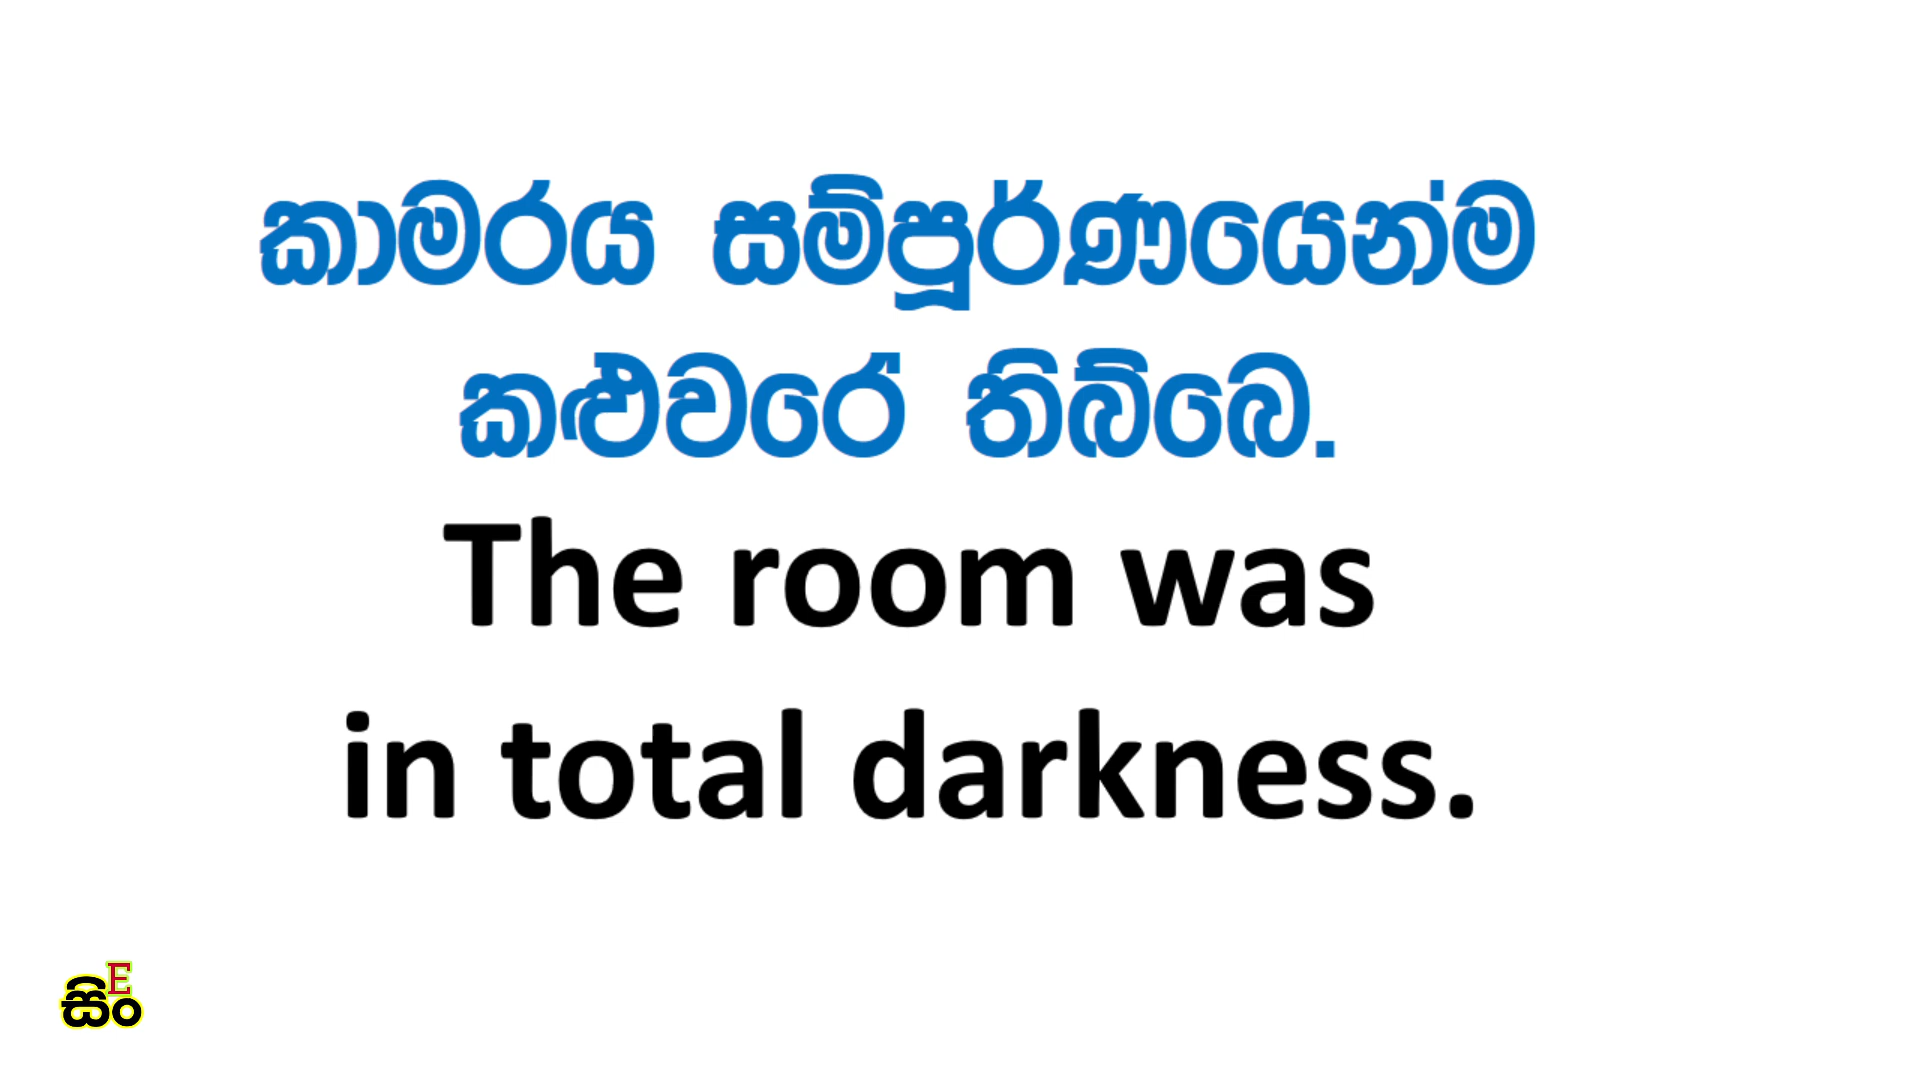 කාමරය සම්පූර්ණයෙන්ම
කළුවරේ තිබ්බෙ.
The room was
in total darkness.
E
සිං